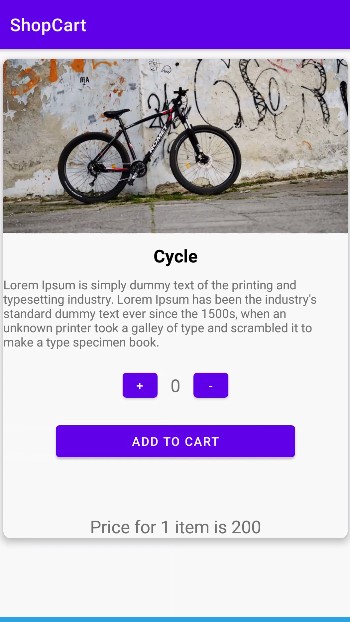 ShopCart
Cycle
Lorem Ipsum is simply dummy text of the printing and
typesetting industry. Lorem Ipsum has been the industry's
standard dummy text ever since the 1500s, when an
unknown printer took a galley of type and scrambled it to
make a type specimen book.
+ 0 -
ADD TO CART
Price for 1 item is 200